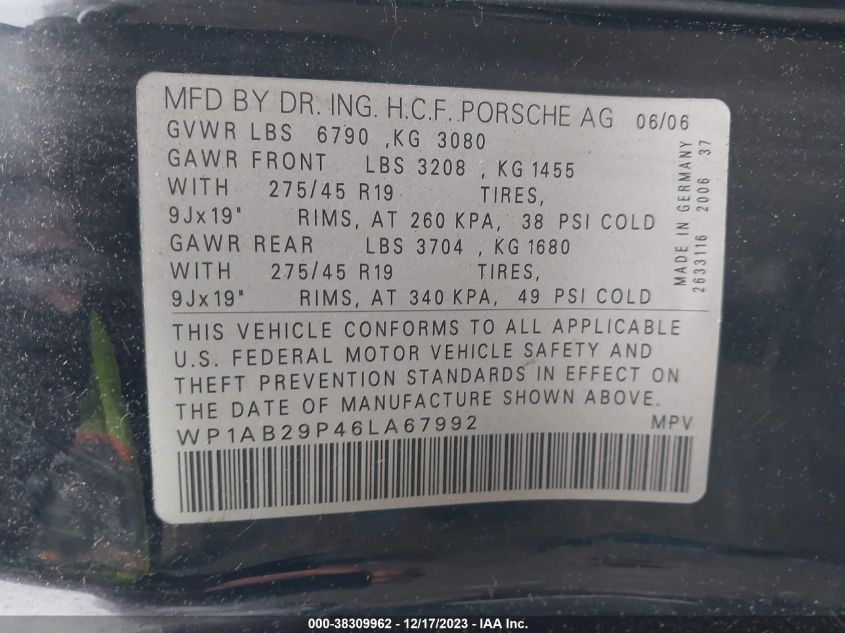 MFD BY DR. ING. H.C.F. PORSCHE AG 06/06
GVWR LBS 6790 ,KG 3080
GAWR FRONT LBS 3208 , KG 1455
WITH 275/45 R19 TIRES,
9Jx19" RIMS, AT 260 KPA, 38 PSI COLD
GAWR REAR LBS 3704 , KG 1680
WITH 275/45 R19 TIRES,
9Jx19" RIMS, AT 340 KPA, 49 PSI COLD
MADE IN GERMANY
2633116 2006 37
THIS VEHICLE CONFORMS TO ALL APPLICABLE
U.S. FEDERAL MOTOR VEHICLE SAFETY AND
THEFT PREVENTION STANDARDS IN EFFECT ON
THE DATE OF MANUFACTURE SHOWN ABOVE.
WP1AB29P46LA67992 MPV
000-38309962 - 12/17/2023 - IAA Inc.